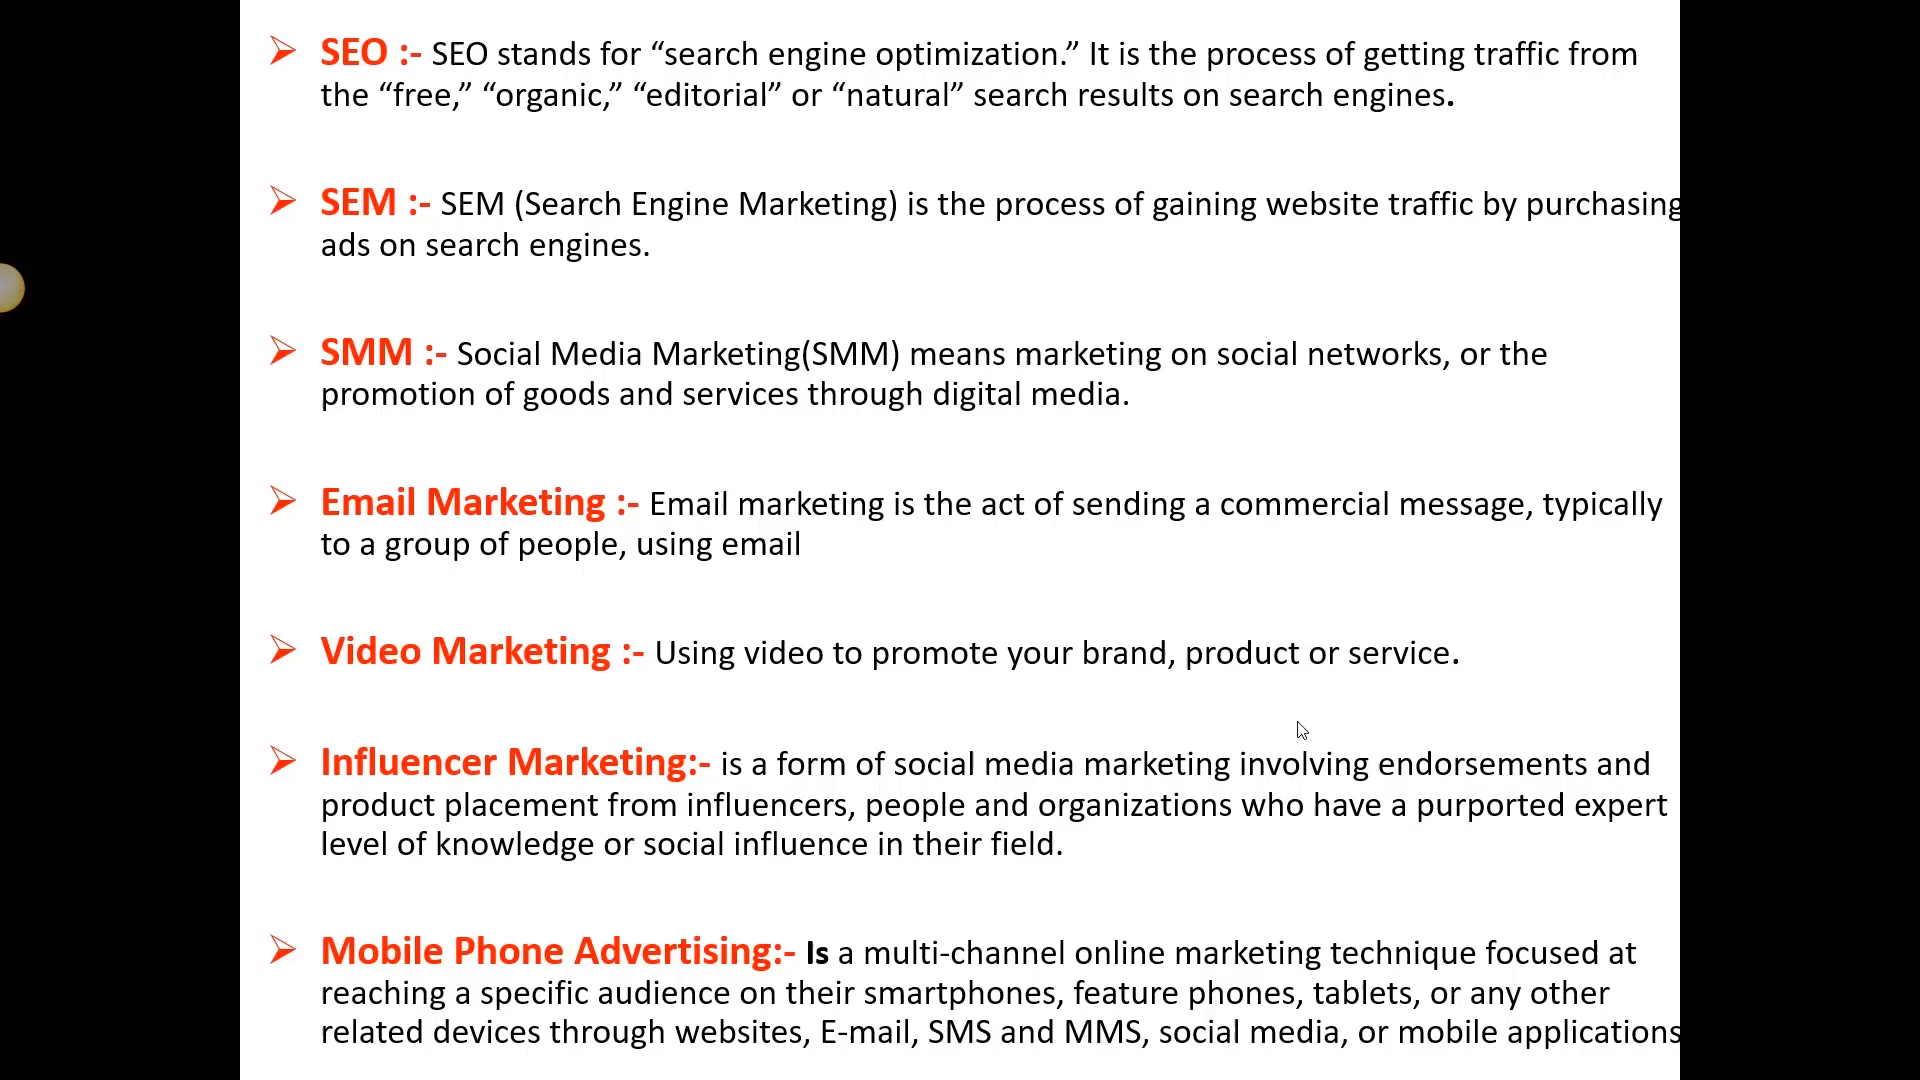 SEO :- SEO stands for “search engine optimization.” It is the process of getting traffic from
the “free,” “organic,” “editorial” or “natural” search results on search engines.
SEM :- SEM (Search Engine Marketing) is the process of gaining website traffic by purchasing
ads on search engines.
SMM :- Social Media Marketing(SMM) means marketing on social networks, or the
promotion of goods and services through digital media.
Email Marketing :- Email marketing is the act of sending a commercial message, typically
to a group of people, using email
Video Marketing :- Using video to promote your brand, product or service.
Influencer Marketing:- is a form of social media marketing involving endorsements and
product placement from influencers, people and organizations who have a purported expert
level of knowledge or social influence in their field.
Mobile Phone Advertising:- Is a multi-channel online marketing technique focused at
reaching a specific audience on their smartphones, feature phones, tablets, or any other
related devices through websites, E-mail, SMS and MMS, social media, or mobile applications